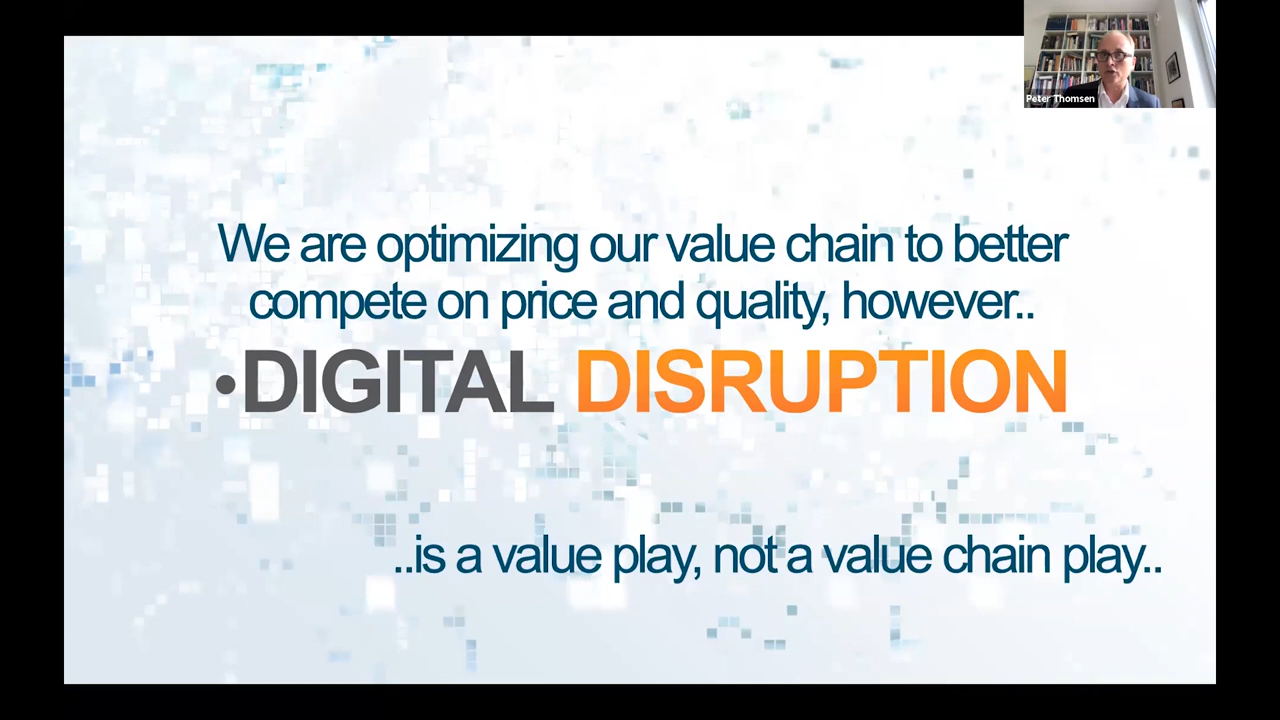 Peter Thomsen
We are optimizing our value chain to better
compete on price and quality, however..
•DIGITAL DISRUPTION
..is a value play, not a value chain play..